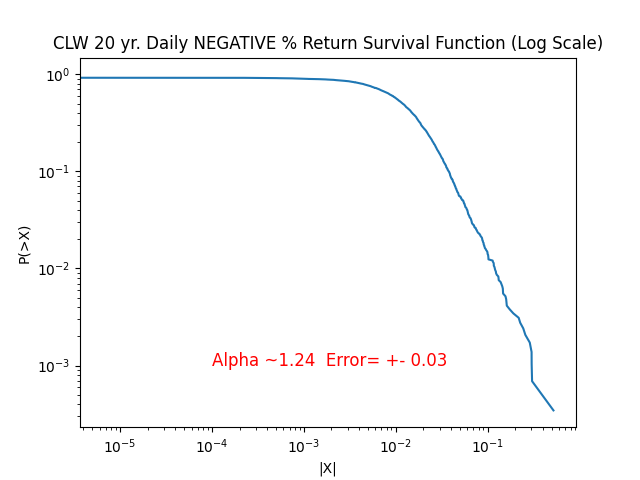 CLW 20 yr. Daily NEGATIVE % Return Survival Function (Log Scale)
10⁰
10⁻¹
10⁻²
10⁻³
P(>X)
Alpha ~1.24  Error= +- 0.03
10⁻⁵ 10⁻⁴ 10⁻³ 10⁻² 10⁻¹
|X|